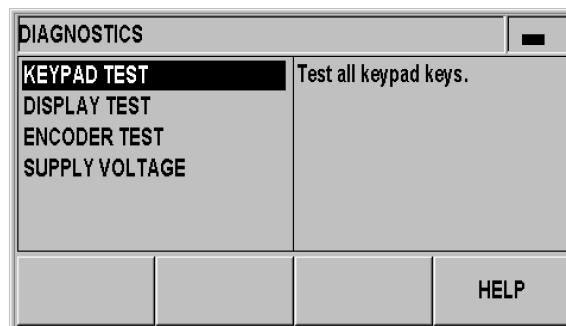 DIAGNOSTICS
KEYPAD TEST
DISPLAY TEST
ENCODER TEST
SUPPLY VOLTAGE
Test all keypad keys.
HELP